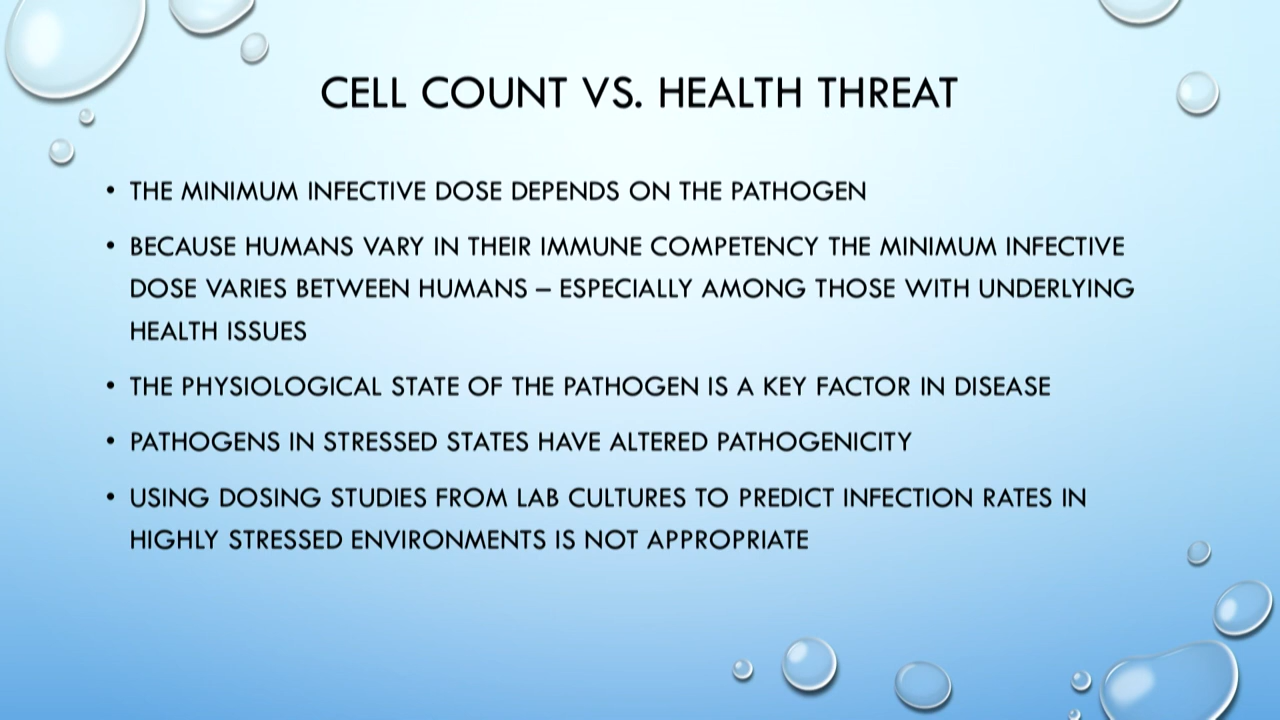 CELL COUNT VS. HEALTH THREAT
• THE MINIMUM INFECTIVE DOSE DEPENDS ON THE PATHOGEN
• BECAUSE HUMANS VARY IN THEIR IMMUNE COMPETENCY THE MINIMUM INFECTIVE
DOSE VARIES BETWEEN HUMANS – ESPECIALLY AMONG THOSE WITH UNDERLYING
HEALTH ISSUES
• THE PHYSIOLOGICAL STATE OF THE PATHOGEN IS A KEY FACTOR IN DISEASE
• PATHOGENS IN STRESSED STATES HAVE ALTERED PATHOGENICITY
• USING DOSING STUDIES FROM LAB CULTURES TO PREDICT INFECTION RATES IN
HIGHLY STRESSED ENVIRONMENTS IS NOT APPROPRIATE